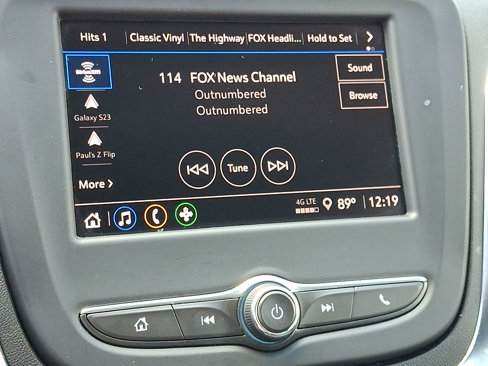 Hits 1 Classic Vinyl The Highway FOX Headli... Hold to Set
SiriusXM
114 FOX News Channel
Outnumbered
Outnumbered
Sound
Browse
Galaxy S23
Paul's Z Flip
Tune
More
4G LTE 89° 12:19